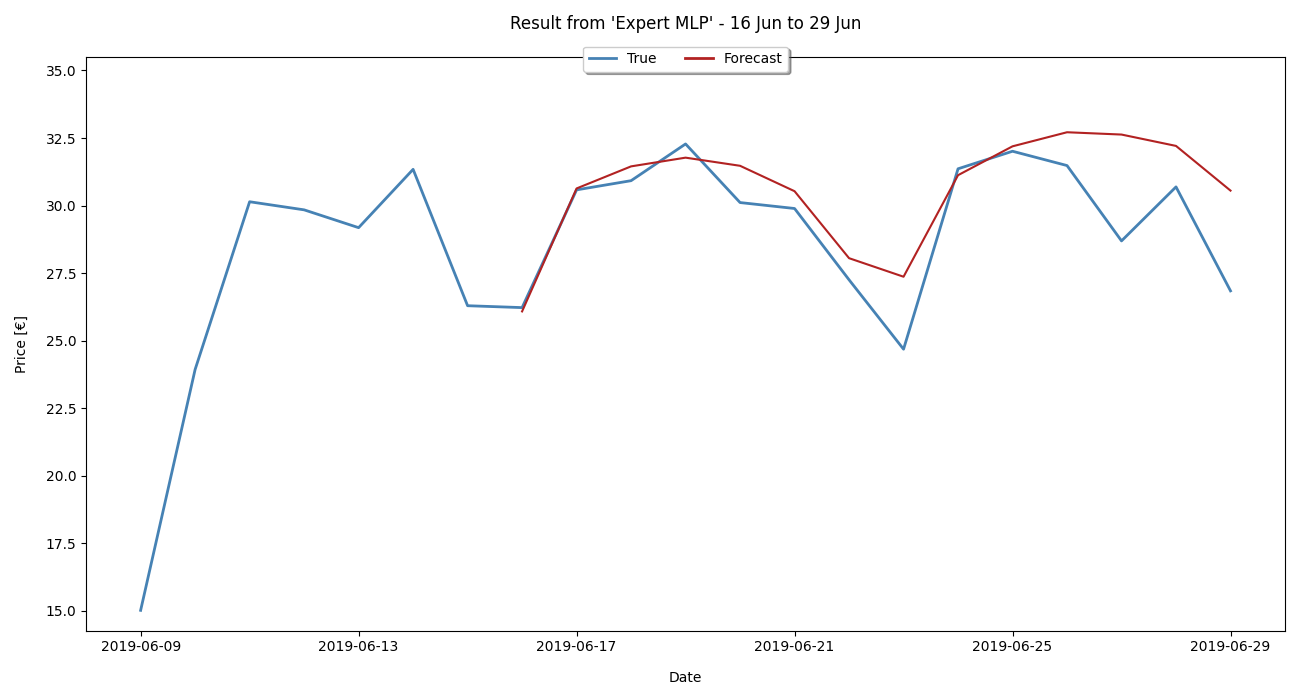 Result from 'Expert MLP' - 16 Jun to 29 Jun
True Forecast
35.0
32.5
30.0
27.5
25.0
22.5
20.0
17.5
15.0
Price [€]
2019-06-09 2019-06-13 2019-06-17 2019-06-21 2019-06-25 2019-06-29
Date